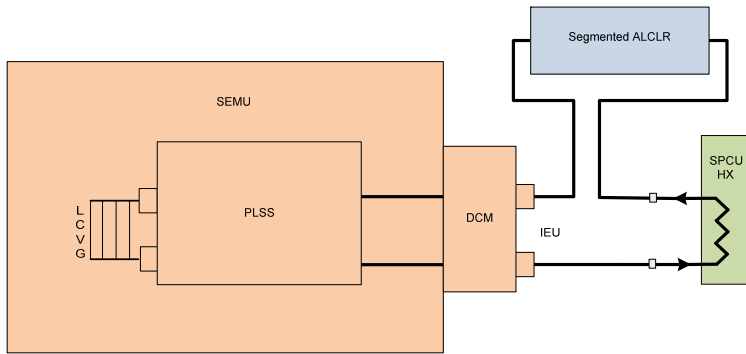 Segmented ALCLR
SEMU
SPCU
HX
PLSS
L
C
V
G
DCM
IEU